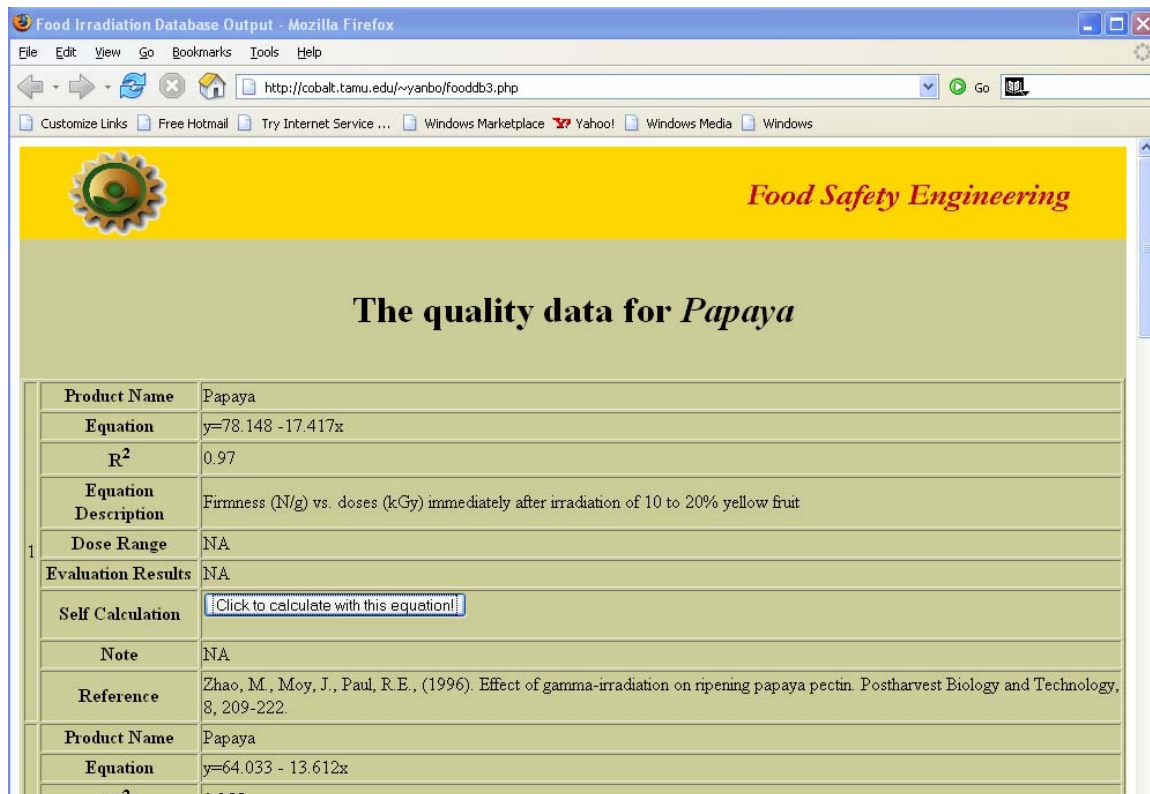 Food Irradiation Database Output - Mozilla Firefox
File Edit View Go Bookmarks Tools Help
http://cobalt.tamu.edu/~yanbo/fooddb3.php Go
Customize Links Free Hotmail Try Internet Service ... Windows Marketplace Yahoo! Windows Media Windows
Food Safety Engineering
The quality data for Papaya
1
Product Name Papaya
Equation y=78.148 -17.417x
R2 0.97
Equation Description Firmness (N/g) vs. doses (kGy) immediately after irradiation of 10 to 20% yellow fruit
Dose Range NA
Evaluation Results NA
Self Calculation Click to calculate with this equation!
Note NA
Reference Zhao, M., Moy, J., Paul, R.E., (1996). Effect of gamma-irradiation on ripening papaya pectin. Postharvest Biology and Technology,
8, 209-222.
Product Name Papaya
Equation y=64.033 - 13.612x